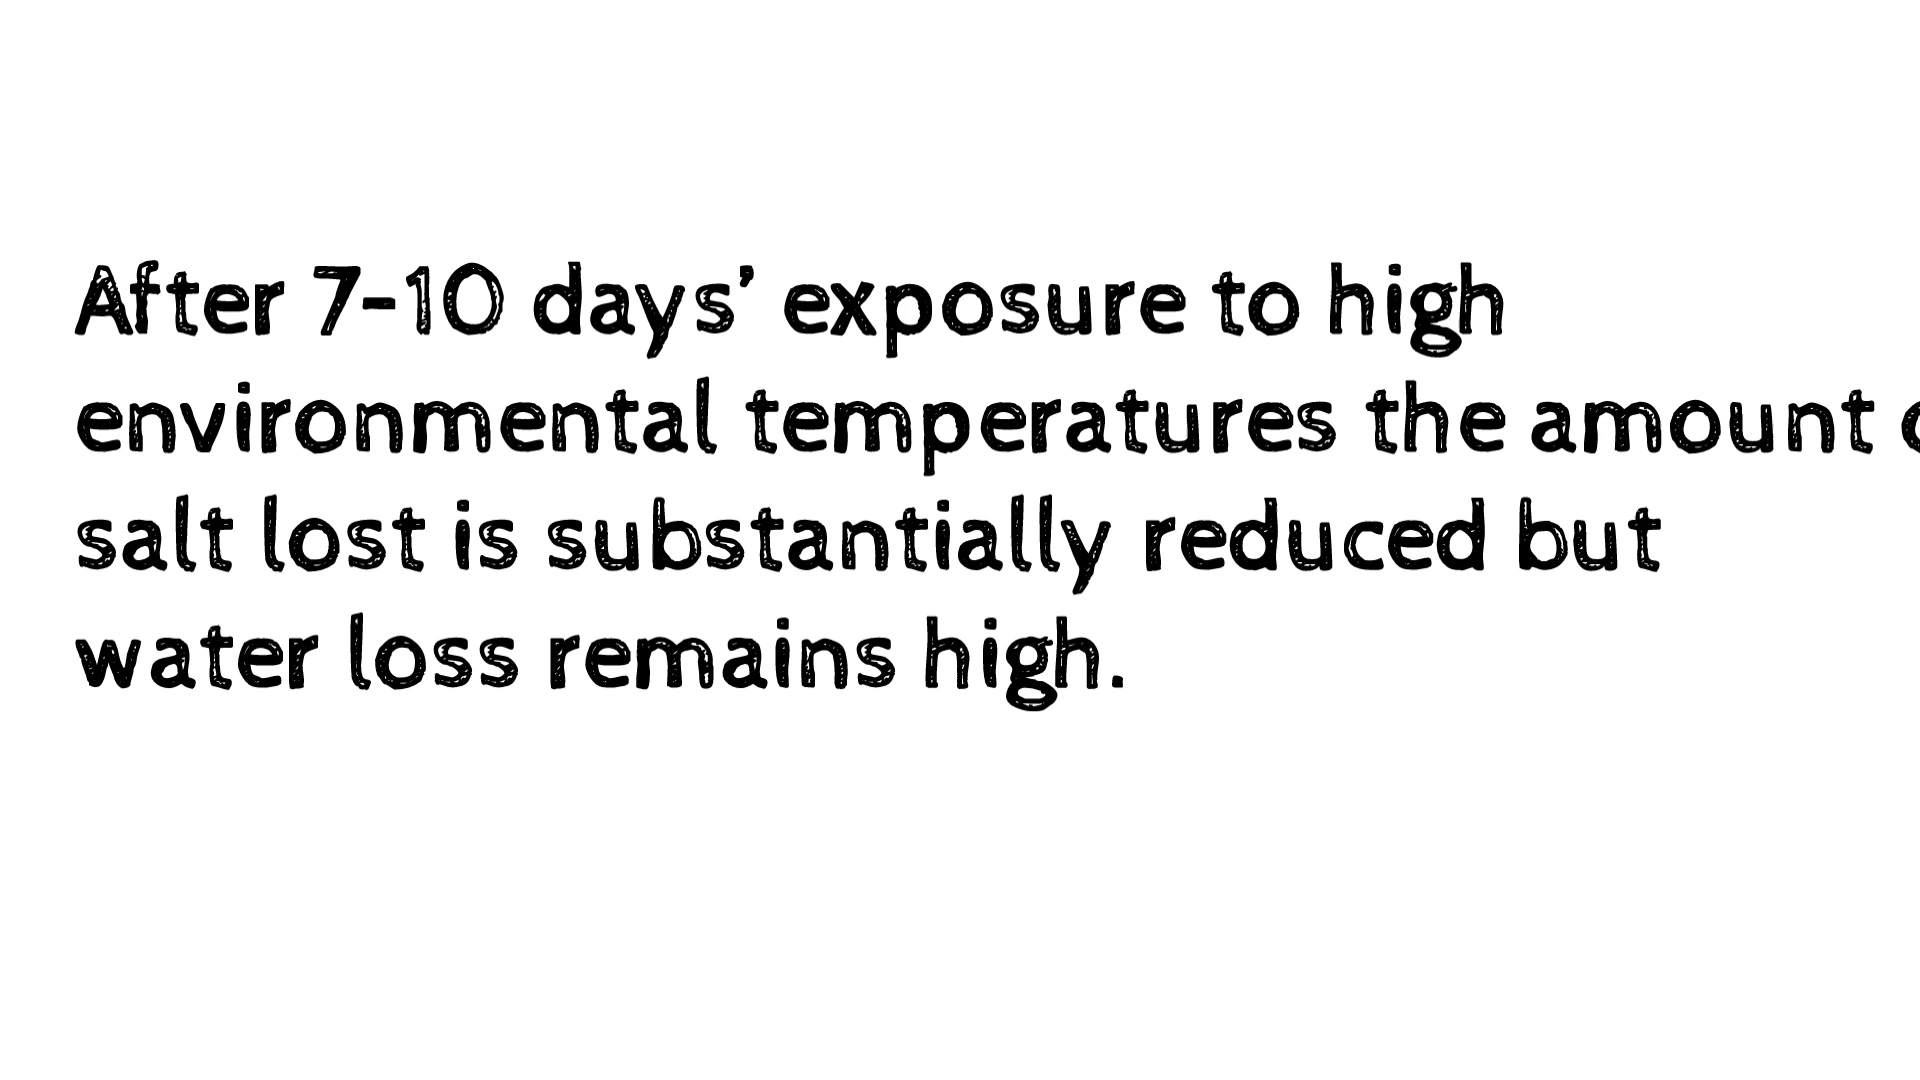 After 7-10 days’ exposure to high
environmental temperatures the amount
salt lost is substantially reduced but
water loss remains high.